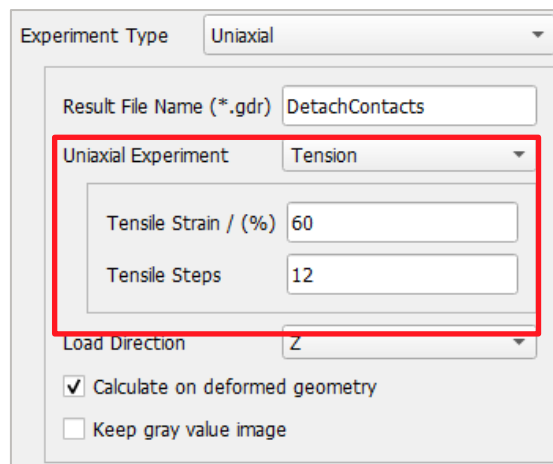 Experiment Type Uniaxial
Result File Name (*.gdr) DetachContacts
Uniaxial Experiment Tension
Tensile Strain / (%) 60
Tensile Steps 12
Load Direction Z
Calculate on deformed geometry
Keep gray value image